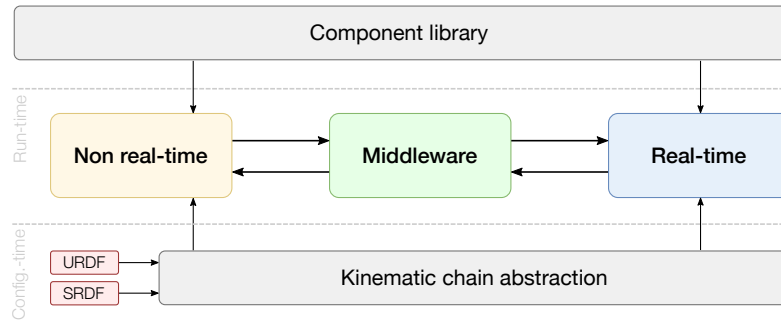 Component library
Run-time
Non real-time
Middleware
Real-time
Config.-time
URDF
SRDF
Kinematic chain abstraction